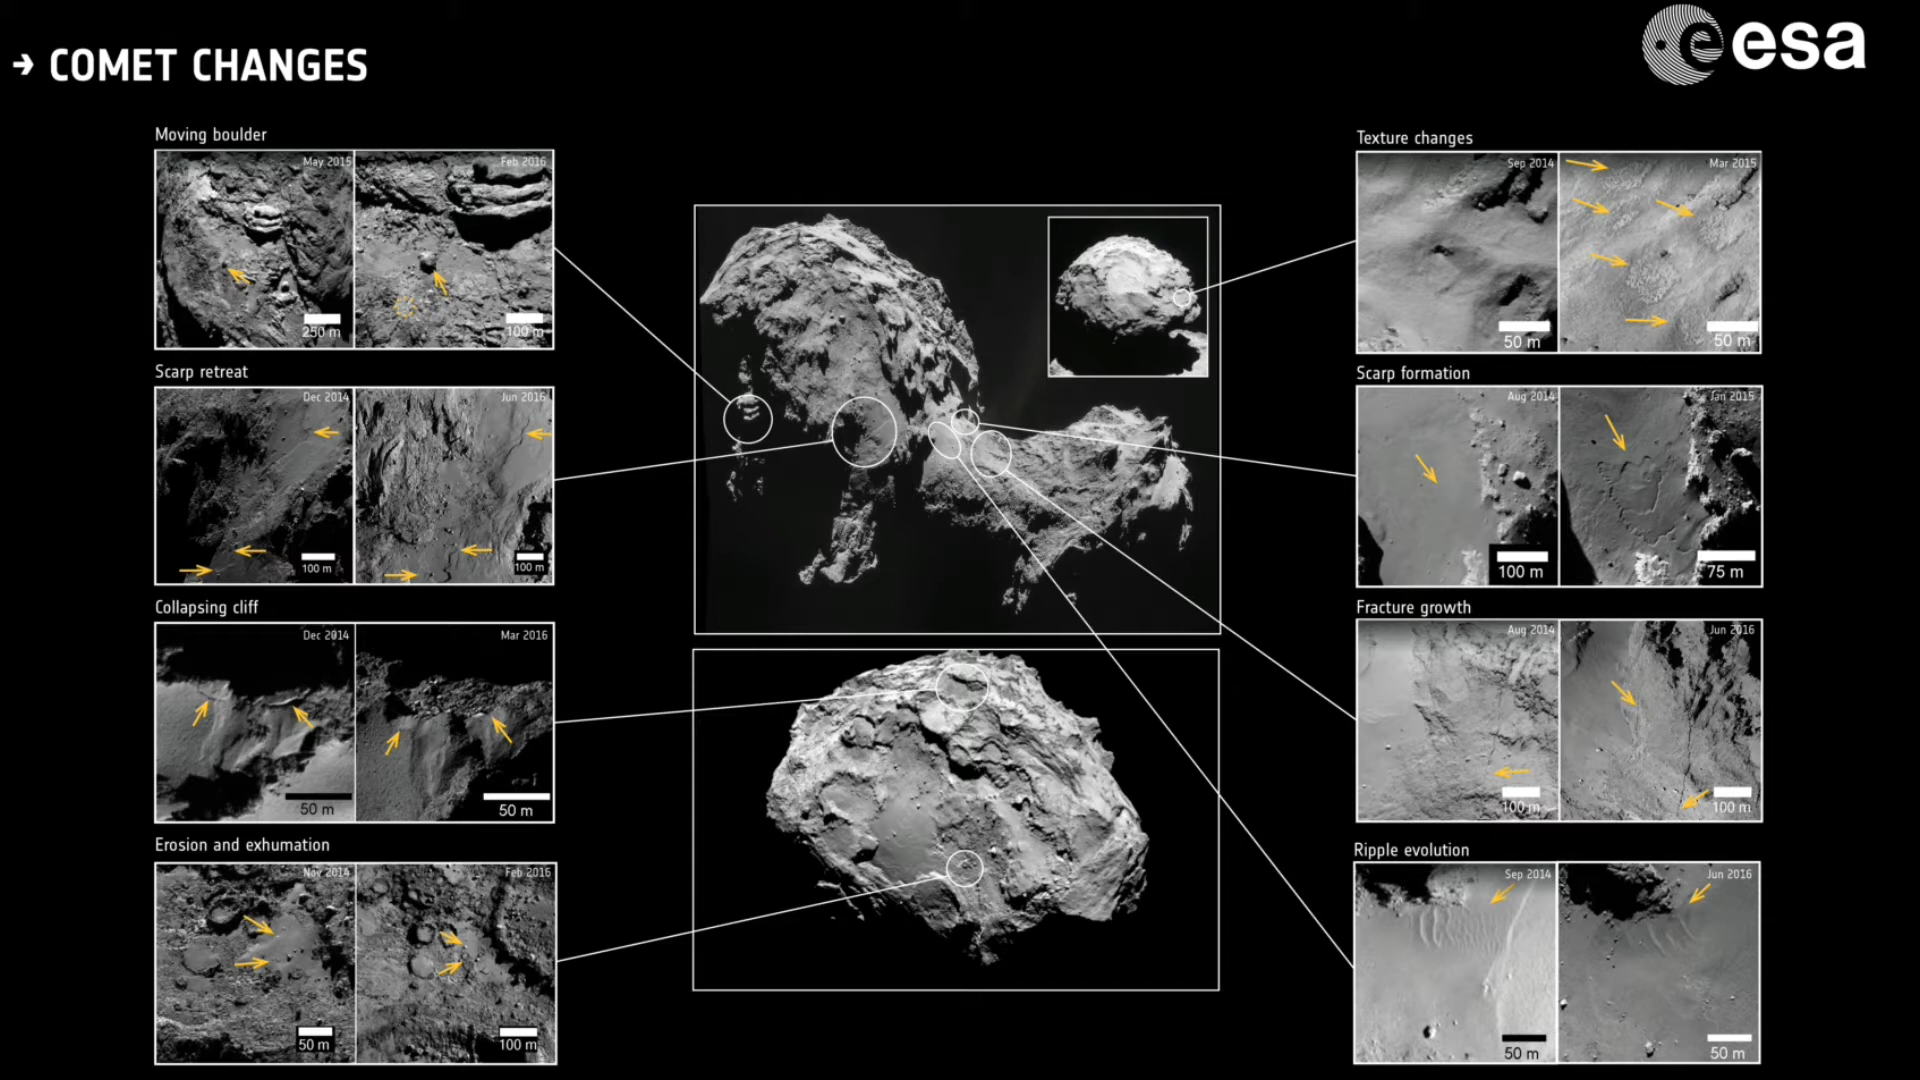 → COMET CHANGES
esa
Moving boulder
May 2015
Feb 2016
250 m
100 m
Scarp retreat
Dec 2014
Jun 2016
100 m
100 m
Collapsing cliff
Dec 2014
Mar 2016
50 m
50 m
Erosion and exhumation
Nov 2014
Feb 2016
50 m
100 m
Texture changes
Sep 2014
Mar 2015
50 m
50 m
Scarp formation
Aug 2014
Jan 2015
100 m
75 m
Fracture growth
Aug 2014
Jun 2016
100 m
100 m
Ripple evolution
Sep 2014
Jun 2016
50 m
50 m